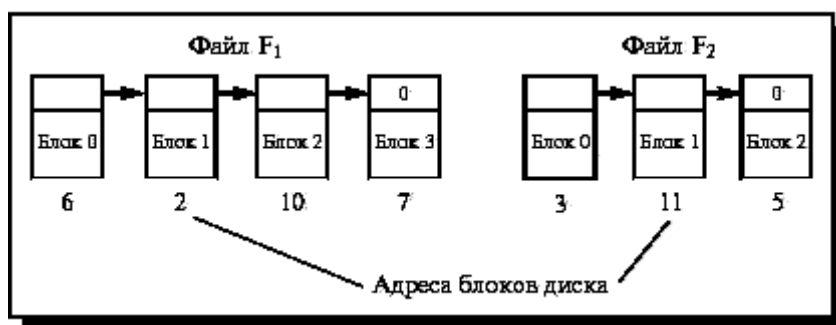 Файл F1 Файл F2
0 0
Блок 0 Блок 1 Блок 2 Блок 3 Блок 0 Блок 1 Блок 2
6 2 10 7 3 11 5
Адреса блоков диска